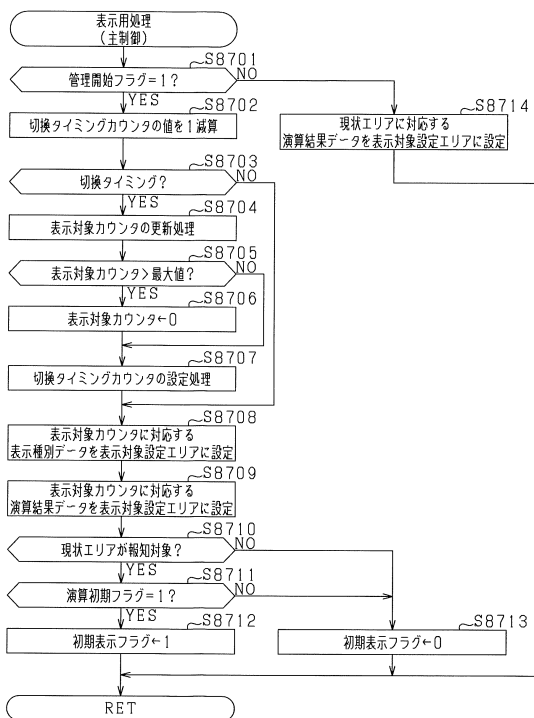 表示用処理
(主制御)
S8701
管理開始フラグ=1?
NO
YES
S8702
切換タイミングカウンタの値を1減算
S8714
現状エリアに対応する
演算結果データを表示対象設定エリアに設定
S8703
切換タイミング?
NO
YES
S8704
表示対象カウンタの更新処理
S8705
表示対象カウンタ>最大値?
NO
YES
S8706
表示対象カウンタ←0
S8707
切換タイミングカウンタの設定処理
S8708
表示対象カウンタに対応する
表示種別データを表示対象設定エリアに設定
S8709
表示対象カウンタに対応する
演算結果データを表示対象設定エリアに設定
S8710
現状エリアが報知対象?
NO
YES
S8711
演算初期フラグ=1?
NO
YES
S8712
初期表示フラグ←1
S8713
初期表示フラグ←0
RET